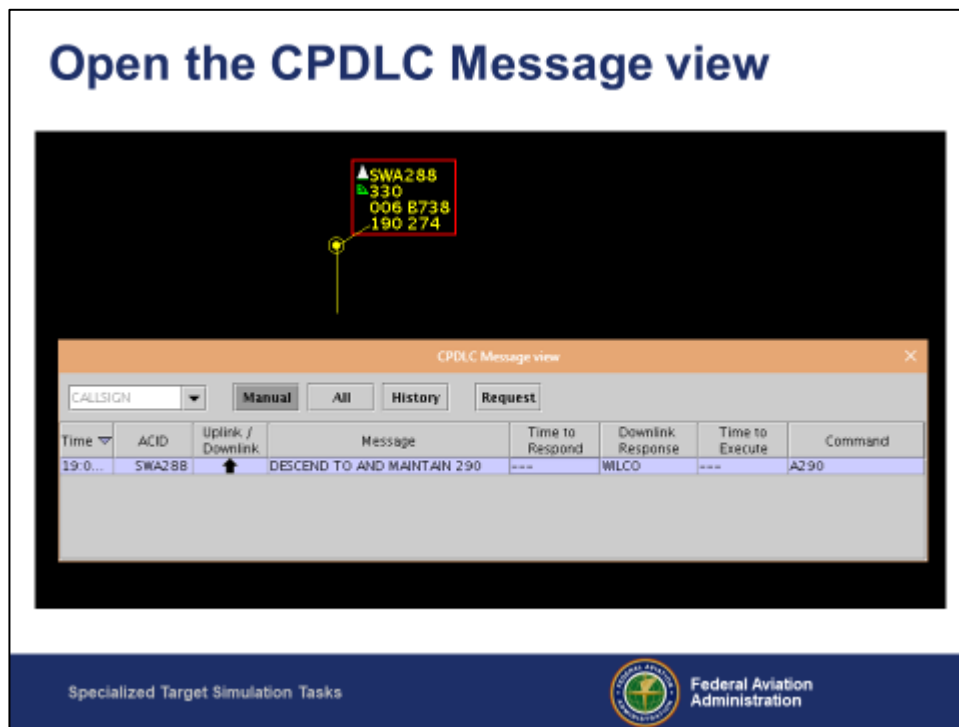 Open the CPDLC Message view
SWA288
330
006 B738
190 274
CPDLC Message view
CALLSIGN Manual All History Request
Time ACID Uplink / Downlink Message Time to Respond Downlink Response Time to Execute Command
19:0... SWA288 DESCEND TO AND MAINTAIN 290 --- WILCO --- A290
Specialized Target Simulation Tasks
Federal Aviation
Administration